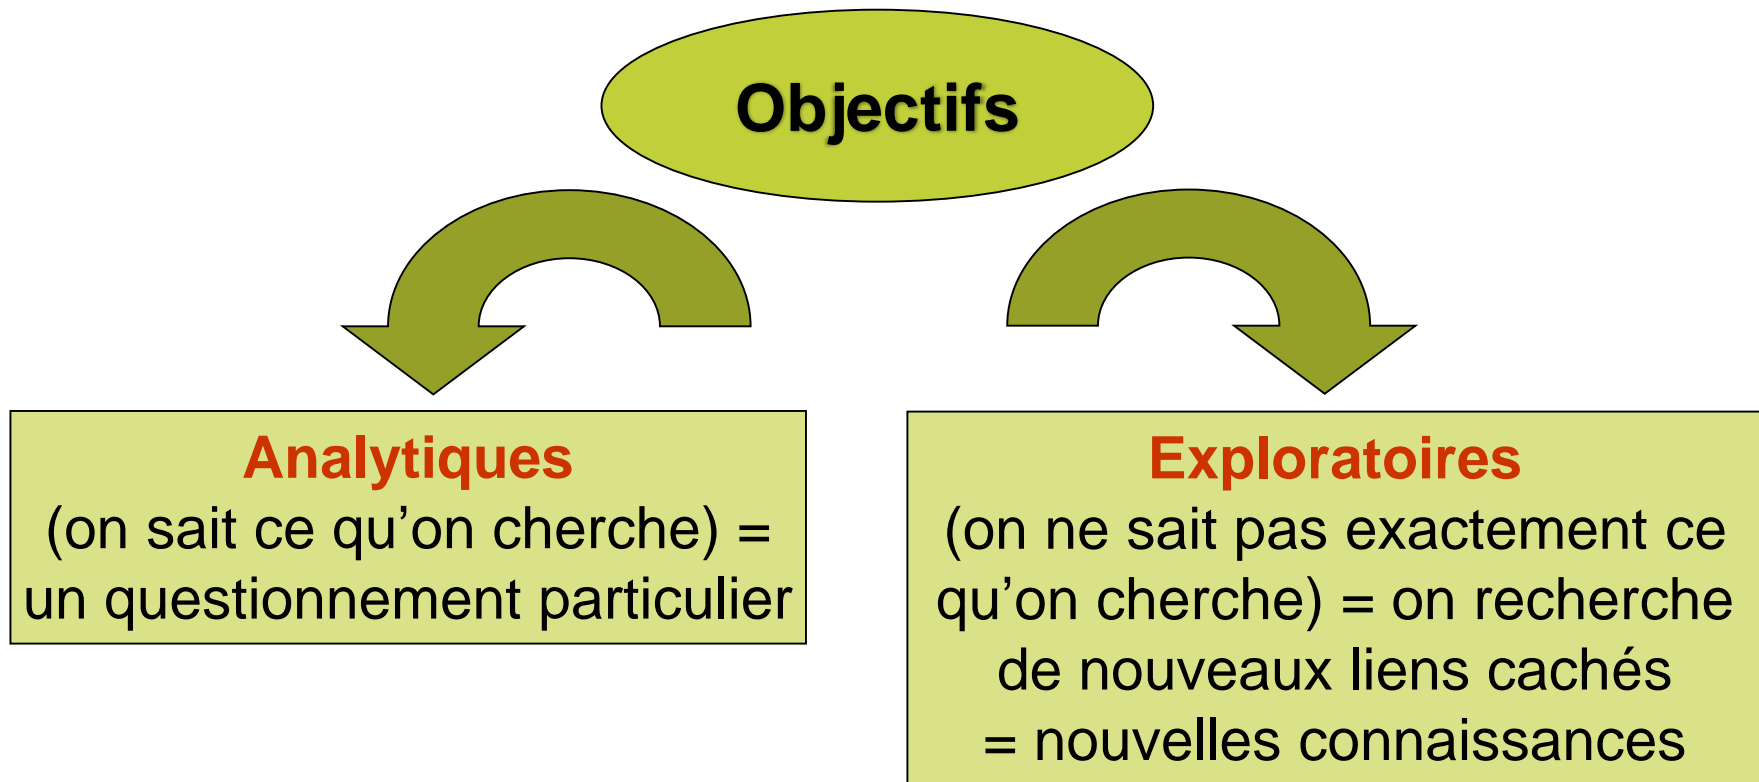 Objectifs
Analytiques
(on sait ce qu’on cherche) =
un questionnement particulier
Exploratoires
(on ne sait pas exactement ce
qu’on cherche) = on recherche
de nouveaux liens cachés
= nouvelles connaissances